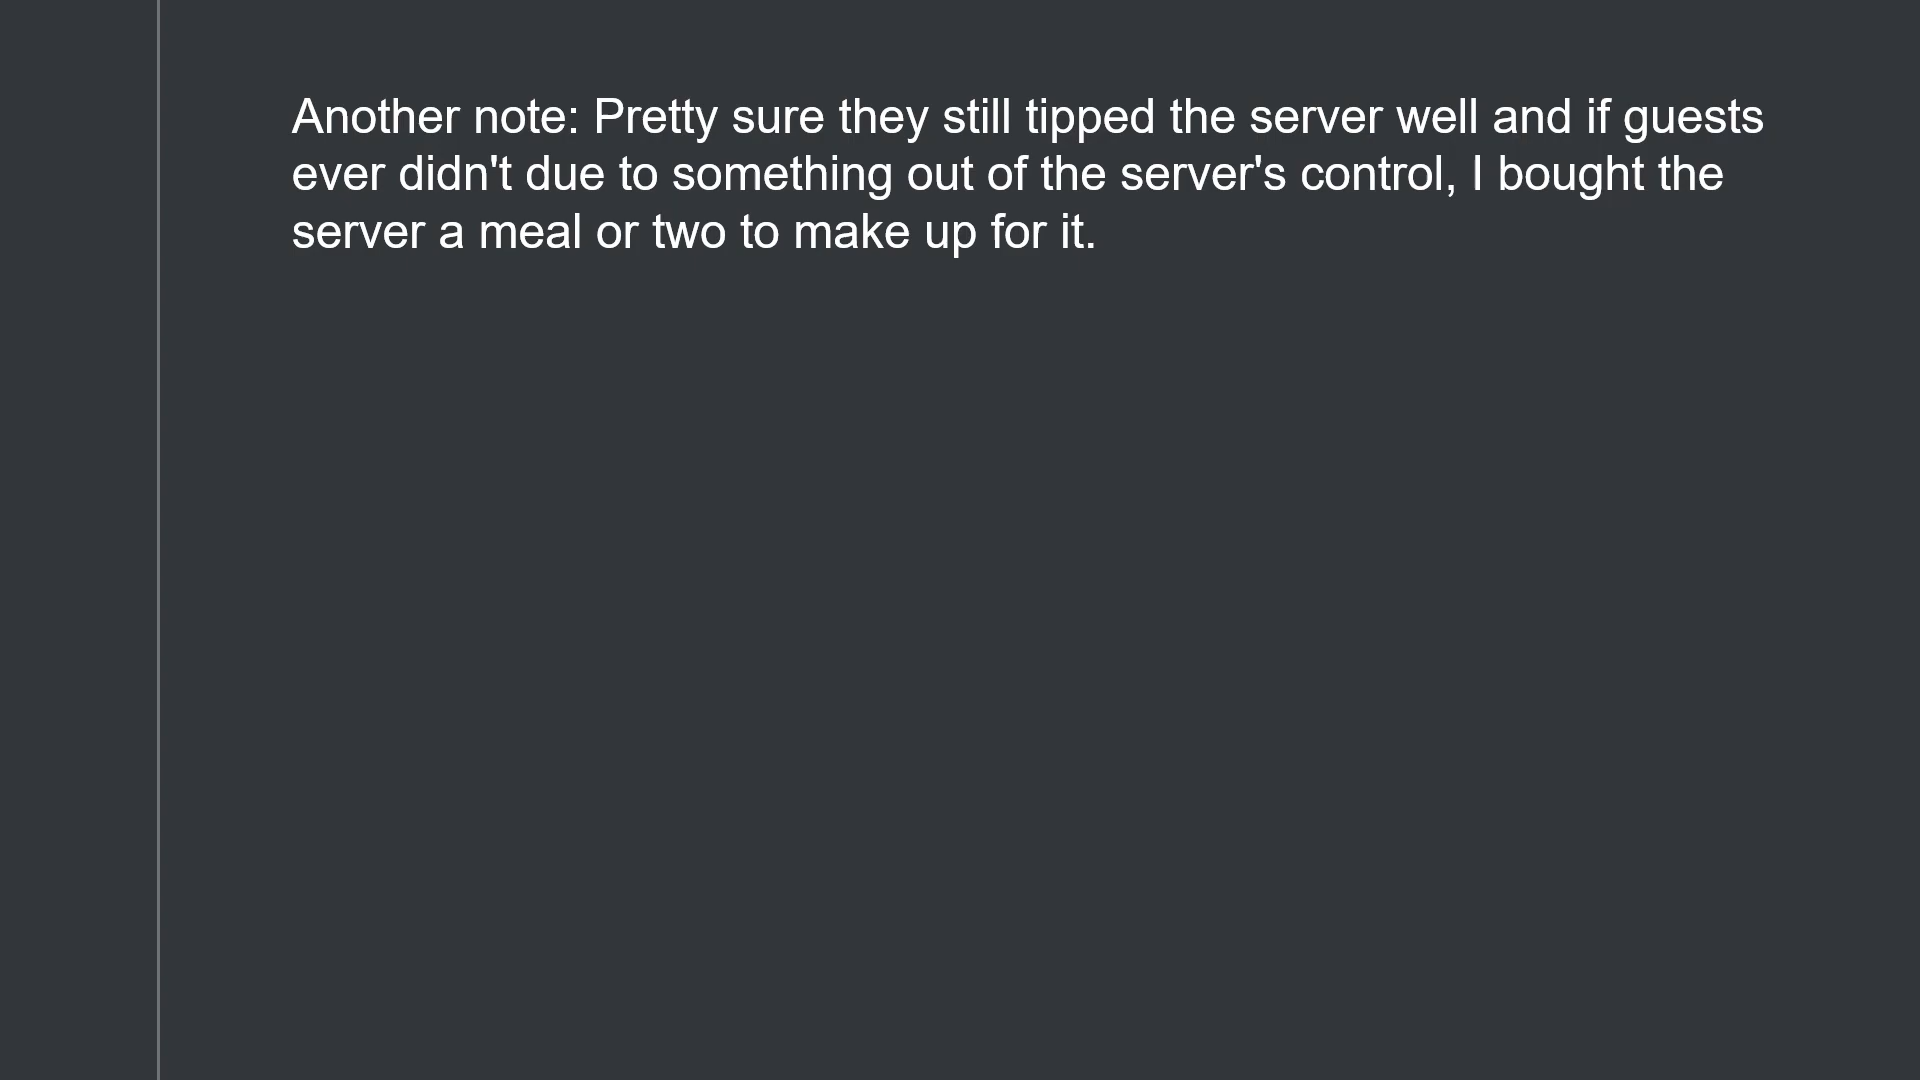 Another note: Pretty sure they still tipped the server well and if guests
ever didn't due to something out of the server's control, I bought the
server a meal or two to make up for it.